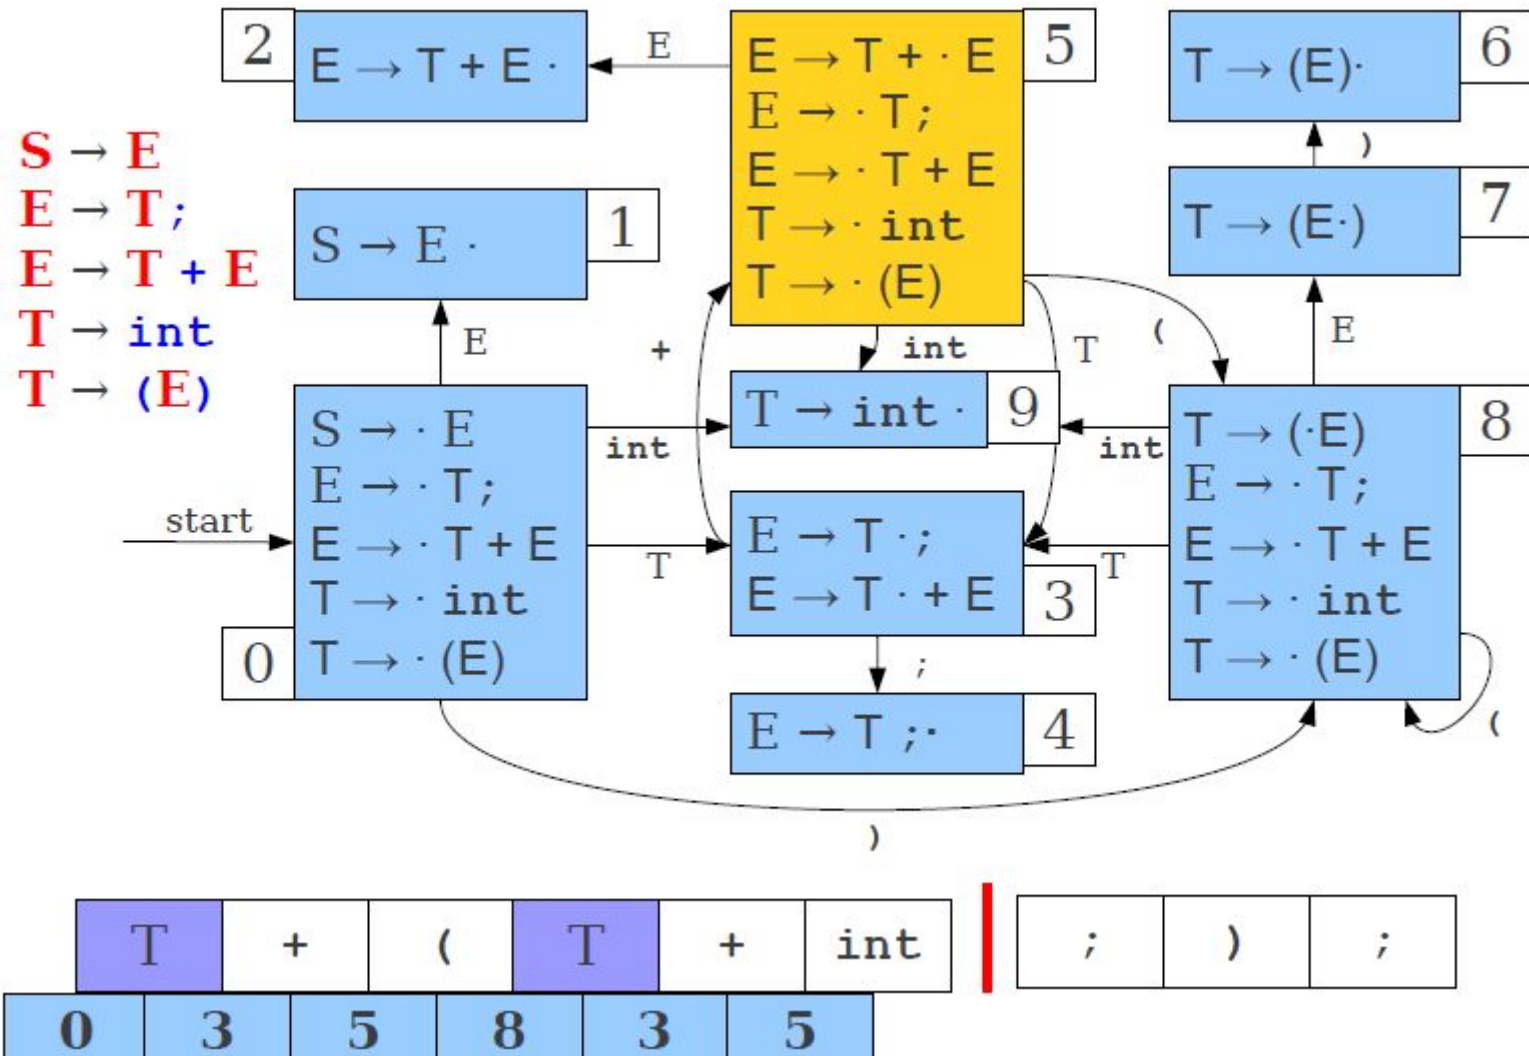 S → E
E → T ;
E → T + E
T → int
T → (E)
2
E → T + E ·
E
5
E → T + · E
E → · T ;
E → · T + E
T → · int
T → · (E)
6
T → (E)·
)
7
T → (E·)
E
1
S → E ·
E
+
int
T
(
start
0
S → · E
E → · T ;
E → · T + E
T → · int
T → · (E)
int
T
9
T → int ·
int
T
8
T → (·E)
E → · T ;
E → · T + E
T → · int
T → · (E)
(
3
E → T · ;
E → T · + E
;
4
E → T ; ·
)
T + ( T + int ; ) ;
0 3 5 8 3 5